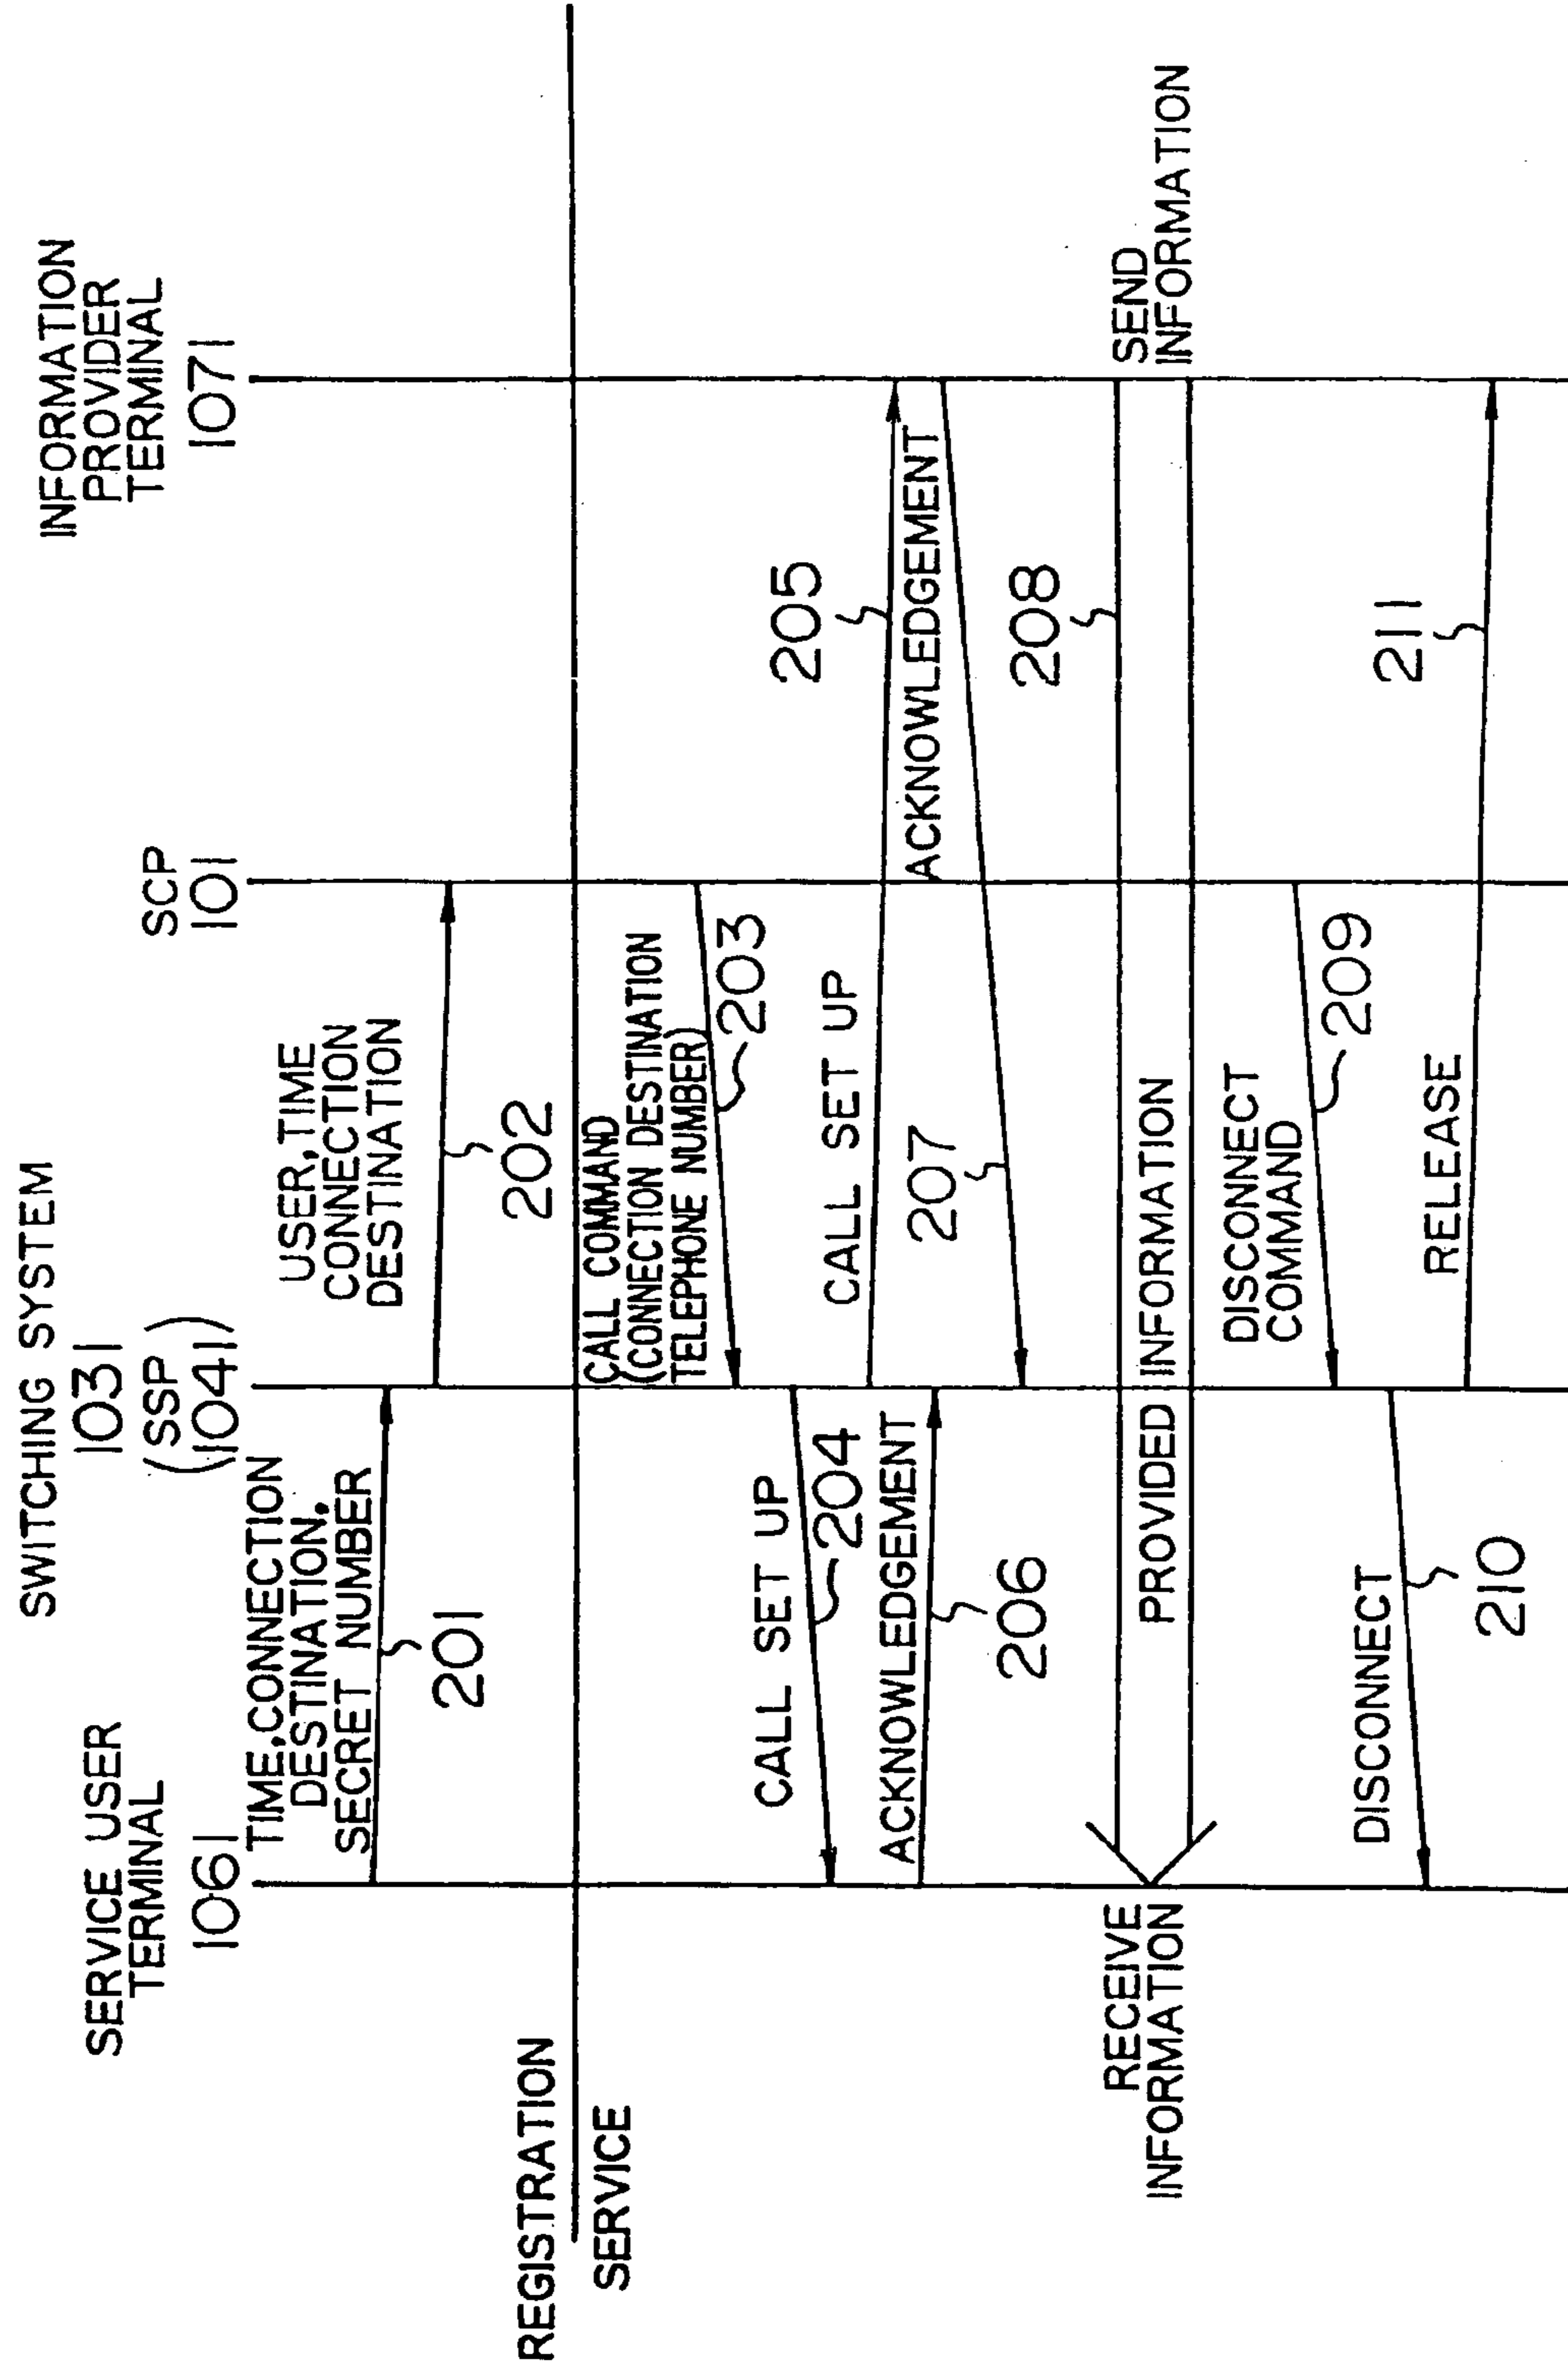 SERVICE USER
TERMINAL
1061
SWITCHING SYSTEM
1031
(SSP
1041)
SCP
101
INFORMATION
PROVIDER
TERMINAL
1071
TIME,CONNECTION
DESTINATION,
SECRET NUMBER
201
USER,TIME
CONNECTION
DESTINATION
202
REGISTRATION
SERVICE
CALL COMMAND
(CONNECTION DESTINATION
TELEPHONE NUMBER)
203
CALL SET UP
204
CALL SET UP
205
ACKNOWLEDGEMENT
206
ACKNOWLEDGEMENT
207
208
SEND
INFORMATION
PROVIDED INFORMATION
RECEIVE
INFORMATION
DISCONNECT
COMMAND
209
DISCONNECT
210
RELEASE
211